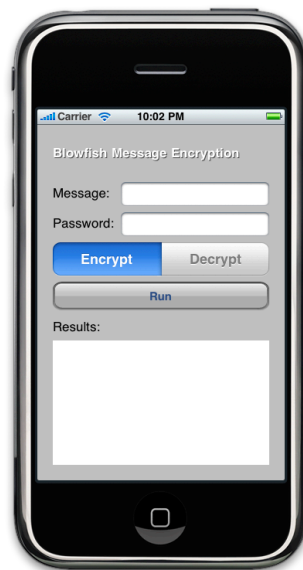 Carrier 10:02 PM
Blowfish Message Encryption
Message:
Password:
Encrypt Decrypt
Run
Results: